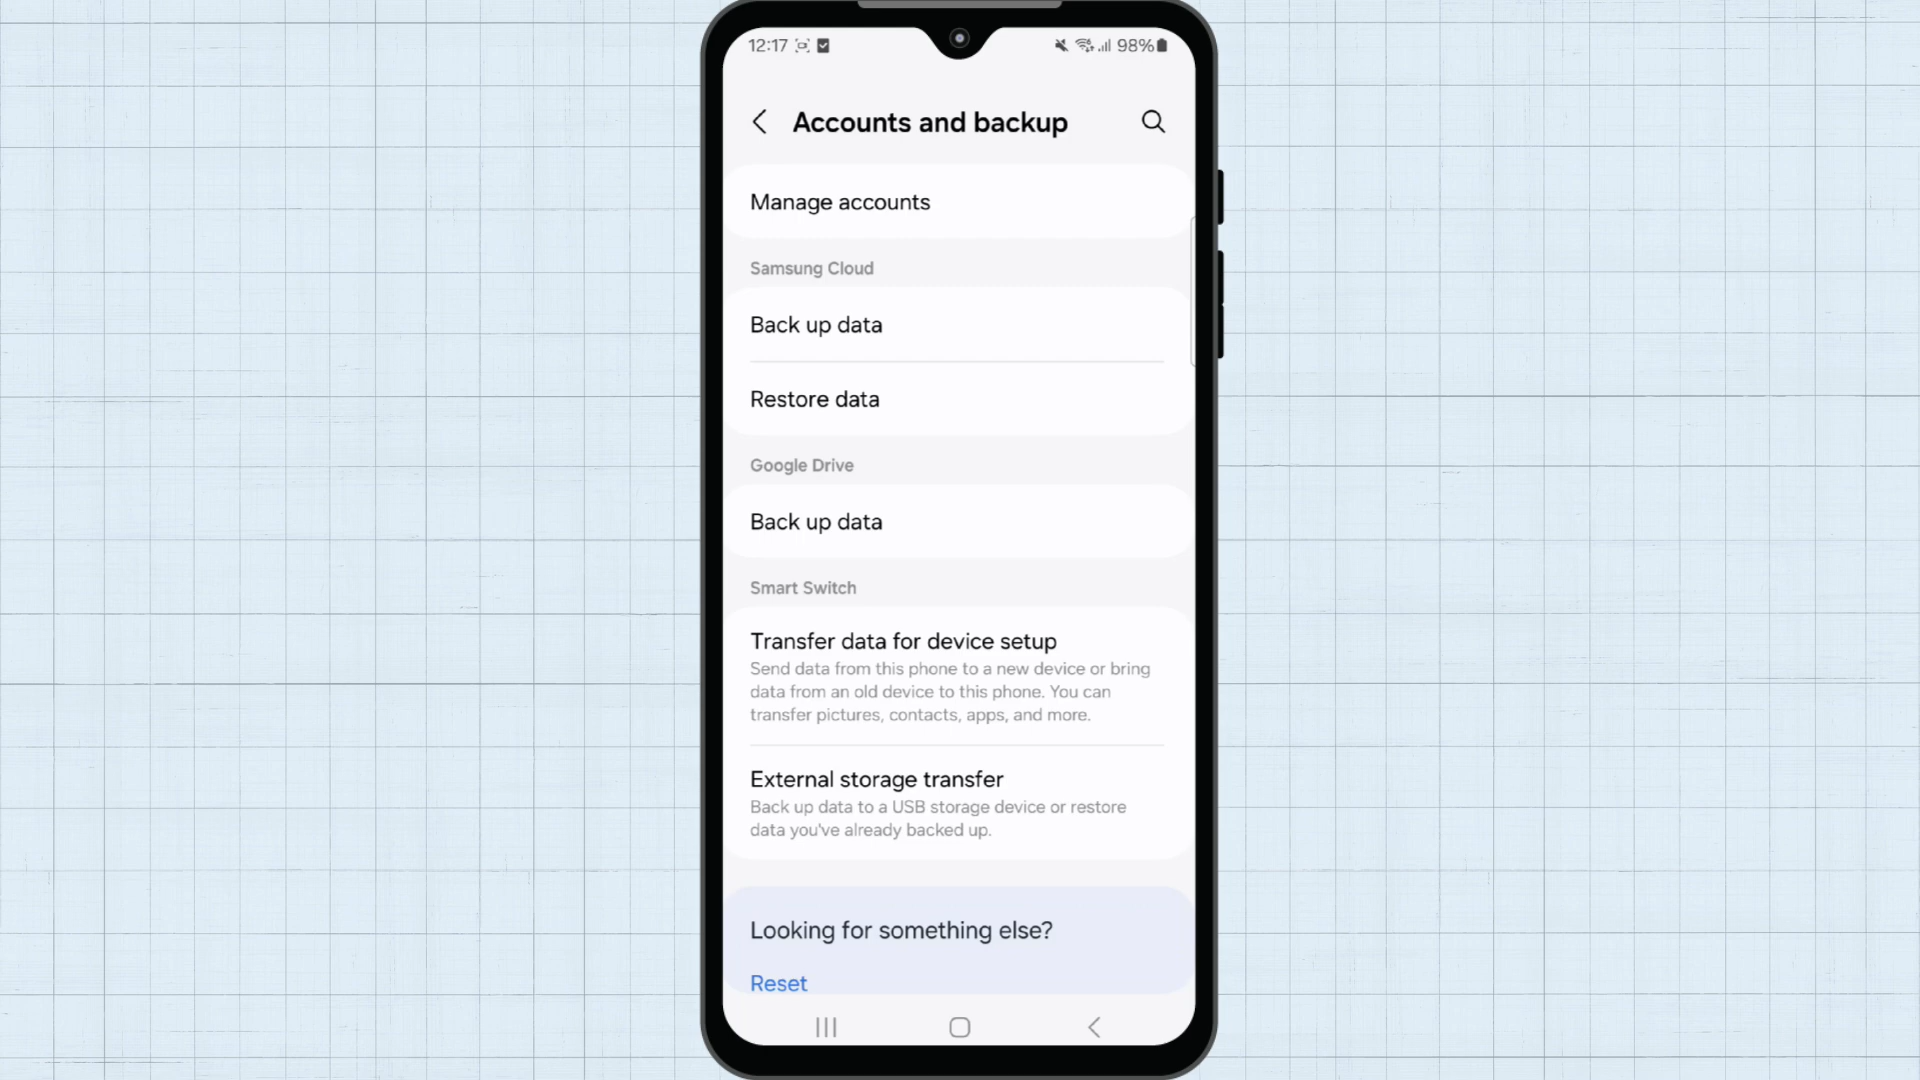 12:17
98%
Accounts and backup
Manage accounts
Samsung Cloud
Back up data
Restore data
Google Drive
Back up data
Smart Switch
Transfer data for device setup
Send data from this phone to a new device or bring
data from an old device to this phone. You can
transfer pictures, contacts, apps, and more.
External storage transfer
Back up data to a USB storage device or restore
data you've already backed up.
Looking for something else?
Reset